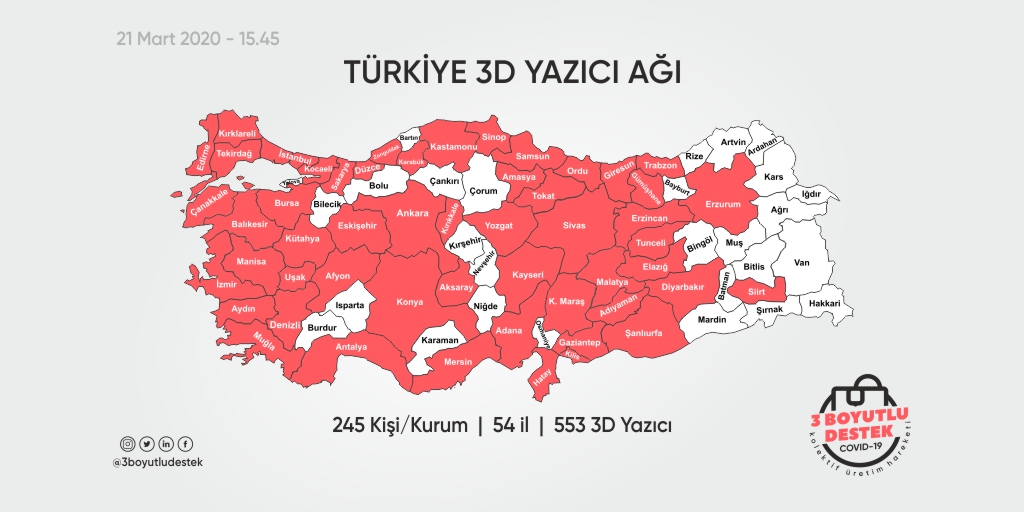 21 Mart 2020 - 15.45
TÜRKİYE 3D YAZICI AĞI
Kırklareli
Edirne
Tekirdağ
İstanbul
Kocaeli
Yalova
Sakarya
Düzce
Zonguldak
Bartın
Karabük
Kastamonu
Sinop
Samsun
Ordu
Giresun
Trabzon
Rize
Artvin
Ardahan
Kars
Iğdır
Ağrı
Çanakkale
Bursa
Bilecik
Bolu
Çankırı
Çorum
Amasya
Tokat
Gümüşhane
Bayburt
Erzurum
Balıkesir
Kütahya
Eskişehir
Ankara
Kırıkkale
Yozgat
Sivas
Erzincan
Tunceli
Bingöl
Muş
Bitlis
Van
Manisa
Uşak
Afyon
Kırşehir
Nevşehir
Kayseri
Malatya
Elazığ
Diyarbakır
Batman
Siirt
Şırnak
Hakkari
İzmir
Aydın
Denizli
Isparta
Burdur
Konya
Aksaray
Niğde
K. Maraş
Adıyaman
Şanlıurfa
Mardin
Muğla
Antalya
Karaman
Mersin
Adana
Osmaniye
Gaziantep
Kilis
Hatay
245 Kişi/Kurum | 54 il | 553 3D Yazıcı
@3boyutludestek
3 BOYUTLU
DESTEK
COVID-19
kolektif üretim hareketi